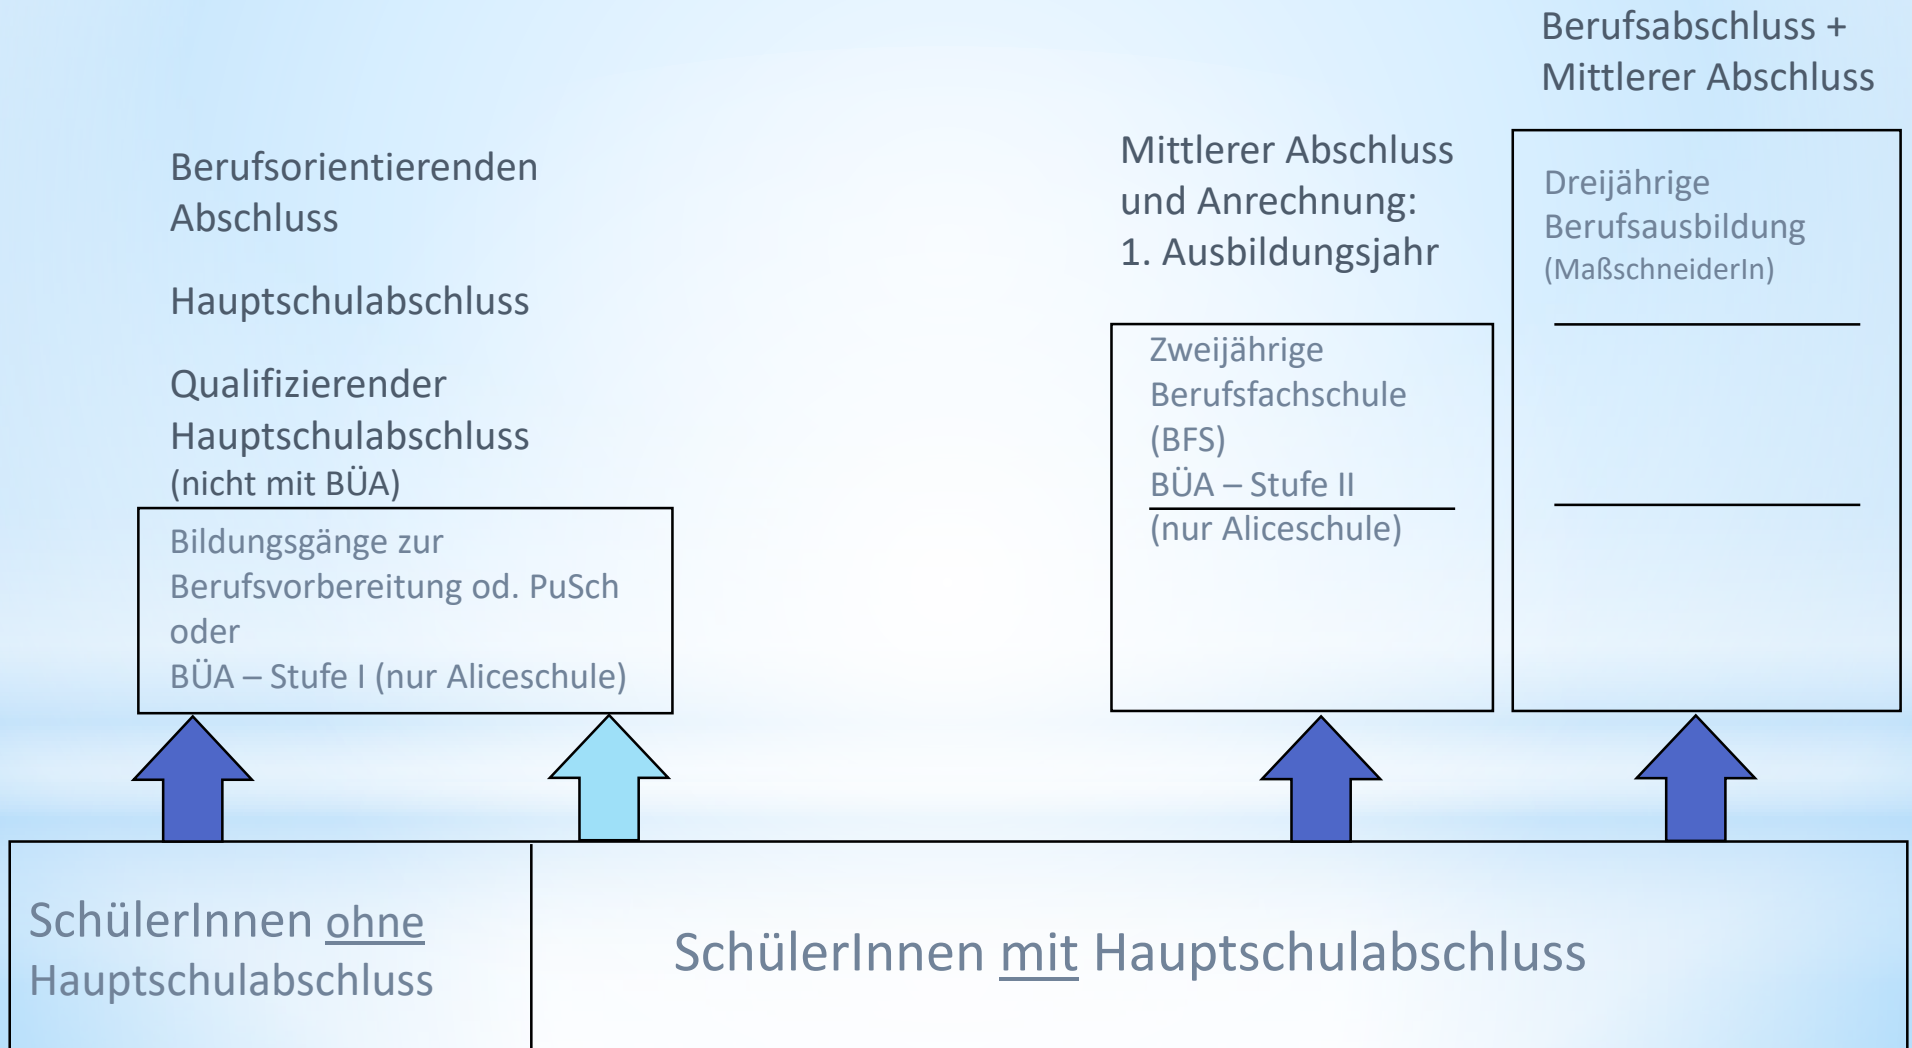 Berufsabschluss +
Mittlerer Abschluss
Berufsorientierenden
Abschluss
Hauptschulabschluss
Qualifizierender
Hauptschulabschluss
(nicht mit BÜA)
Bildungsgänge zur
Berufsvorbereitung od. PuSch
oder
BÜA – Stufe I (nur Aliceschule)
Mittlerer Abschluss
und Anrechnung:
1. Ausbildungsjahr
Zweijährige
Berufsfachschule
(BFS)
BÜA – Stufe II
(nur Aliceschule)
Dreijährige
Berufsausbildung
(MaßschneiderIn)
SchülerInnen ohne
Hauptschulabschluss
SchülerInnen mit Hauptschulabschluss